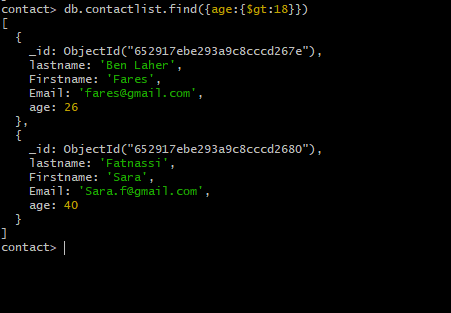 contact> db.contactlist.find({age:{$gt:18}})
[
  {
    _id: ObjectId("652917ebe293a9c8cccd267e"),
    lastname: 'Ben Laher',
    Firstname: 'Fares',
    Email: 'fares@gmail.com',
    age: 26
  },
  {
    _id: ObjectId("652917ebe293a9c8cccd2680"),
    lastname: 'Fatnassi',
    Firstname: 'Sara',
    Email: 'Sara.f@gmail.com',
    age: 40
  }
]
contact>